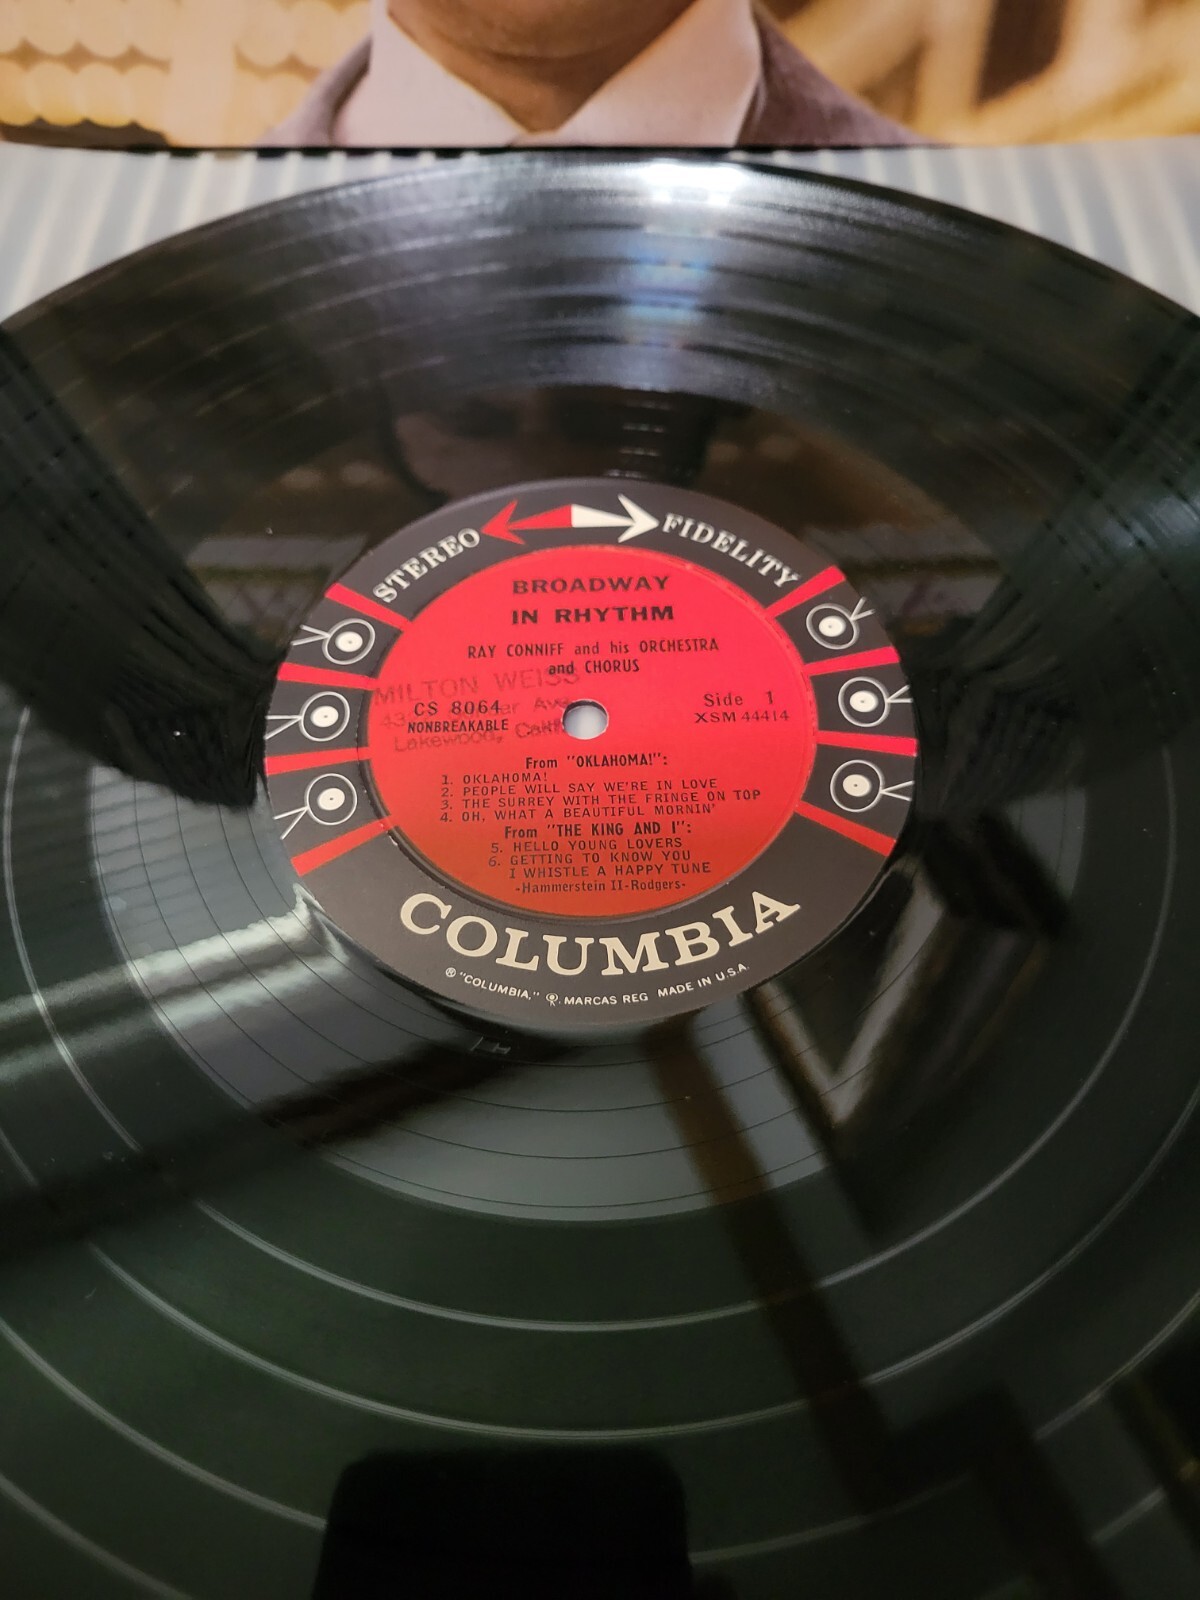 STEREO FIDELITY
BROADWAY
IN RHYTHM
RAY CONNIFF and his ORCHESTRA
and CHORUS
MILTON WEISS
CS 8064
Side 1
NONBREAKABLE
XSM 44414
Lakewood, Calif
From "OKLAHOMA!":
1. OKLAHOMA!
2. PEOPLE WILL SAY WE'RE IN LOVE
3. THE SURREY WITH THE FRINGE ON TOP
4. OH, WHAT A BEAUTIFUL MORNIN'
From "THE KING AND I":
5. HELLO YOUNG LOVERS
6. GETTING TO KNOW YOU
I WHISTLE A HAPPY TUNE
-Hammerstein II-Rodgers-
COLUMBIA
® "COLUMBIA," MARCAS REG MADE IN U.S.A.